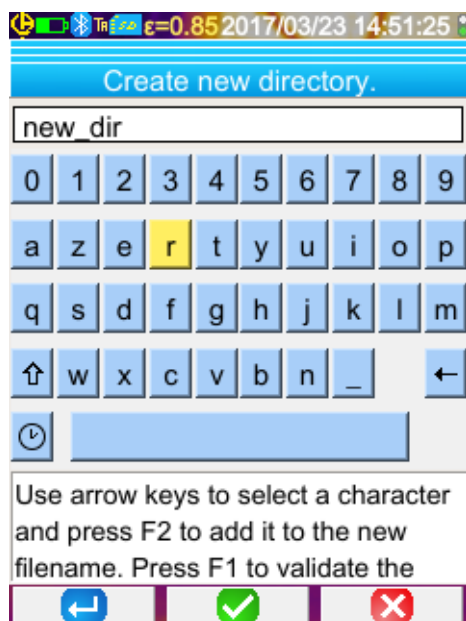 ε=0.85 2017/03/23 14:51:25
Create new directory.
new_dir
0 1 2 3 4 5 6 7 8 9
a z e r t y u i o p
q s d f g h j k l m
w x c v b n _
Use arrow keys to select a character
and press F2 to add it to the new
filename. Press F1 to validate the